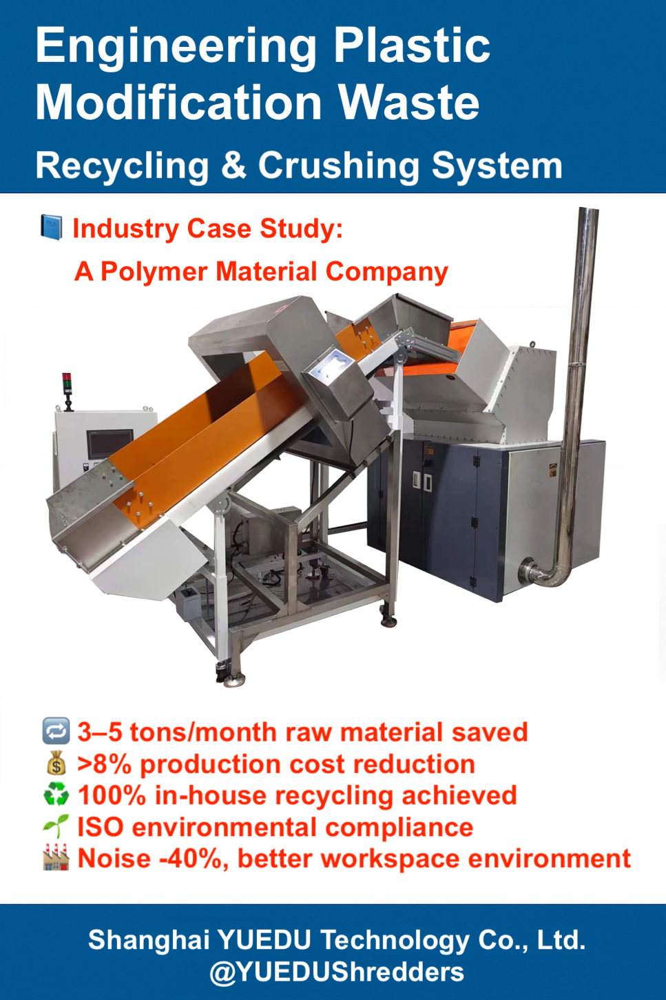 Engineering Plastic
Modification Waste
Recycling & Crushing System
Industry Case Study:
A Polymer Material Company
3–5 tons/month raw material saved
>8% production cost reduction
100% in-house recycling achieved
ISO environmental compliance
Noise -40%, better workspace environment
Shanghai YUEDU Technology Co., Ltd.
@YUEDUShredders